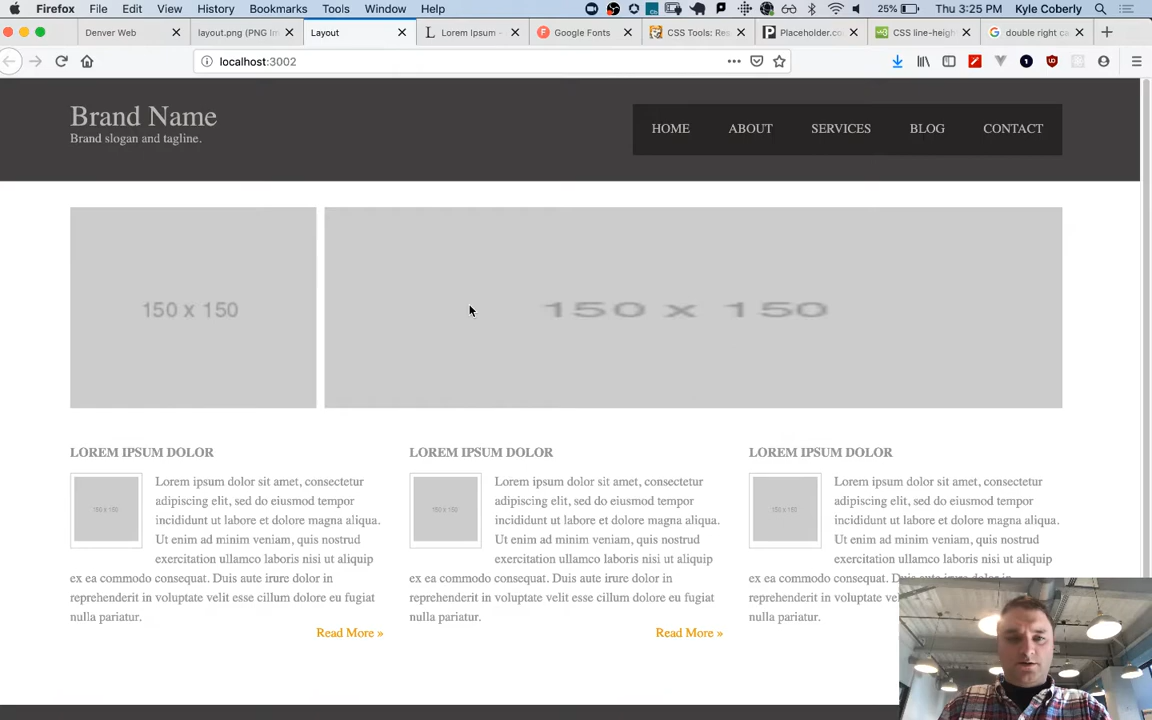 Firefox File Edit View History Bookmarks Tools Window Help 25% Thu 3:25 PM Kyle Coberly
Denver Web layout.png (PNG Im Layout Lorem Ipsum - Google Fonts CSS Tools: Res Placeholder.co CSS line-heigh double right ca
localhost:3002
Brand Name
Brand slogan and tagline.
HOME ABOUT SERVICES BLOG CONTACT
150 x 150 150 x 150
LOREM IPSUM DOLOR
Lorem ipsum dolor sit amet, consectetur
adipiscing elit, sed do eiusmod tempor
incididunt ut labore et dolore magna aliqua.
Ut enim ad minim veniam, quis nostrud
exercitation ullamco laboris nisi ut aliquip
ex ea commodo consequat. Duis aute irure dolor in
reprehenderit in voluptate velit esse cillum dolore eu fugiat
nulla pariatur.
150 x 150
Read More »
LOREM IPSUM DOLOR
Lorem ipsum dolor sit amet, consectetur
adipiscing elit, sed do eiusmod tempor
incididunt ut labore et dolore magna aliqua.
Ut enim ad minim veniam, quis nostrud
exercitation ullamco laboris nisi ut aliquip
ex ea commodo consequat. Duis aute irure dolor in
reprehenderit in voluptate velit esse cillum dolore eu fugiat
nulla pariatur.
150 x 150
Read More »
LOREM IPSUM DOLOR
Lorem ipsum dolor sit amet, consectetur
adipiscing elit, sed do eiusmod tempor
incididunt ut labore et dolore magna aliqua.
Ut enim ad minim veniam, quis nostrud
exercitation ullamco laboris nisi ut aliquip
ex ea commodo consequat. Duis aute irure dolor in
reprehenderit in voluptate velit
nulla pariatur.
150 x 150